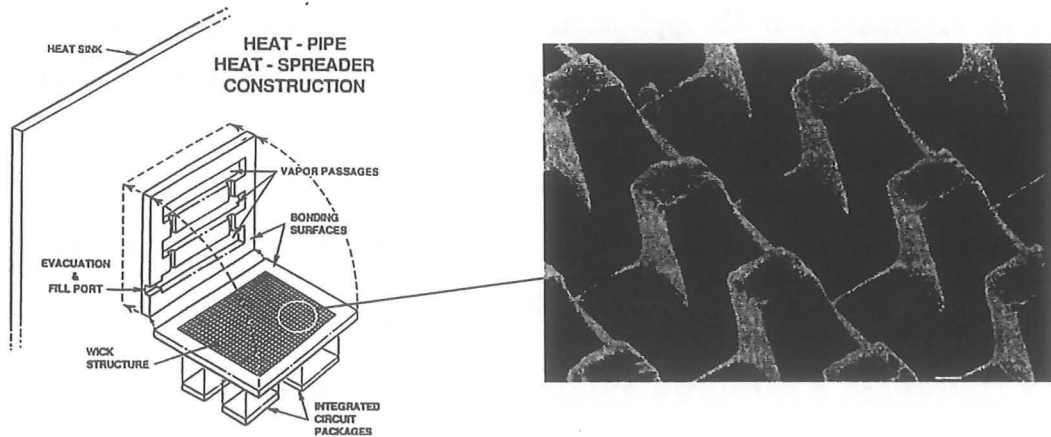 HEAT SINK
HEAT - PIPE
HEAT - SPREADER
CONSTRUCTION
VAPOR PASSAGES
BONDING
SURFACES
EVACUATION
&
FILL PORT
WICK
STRUCTURE
INTEGRATED
CIRCUIT
PACKAGES